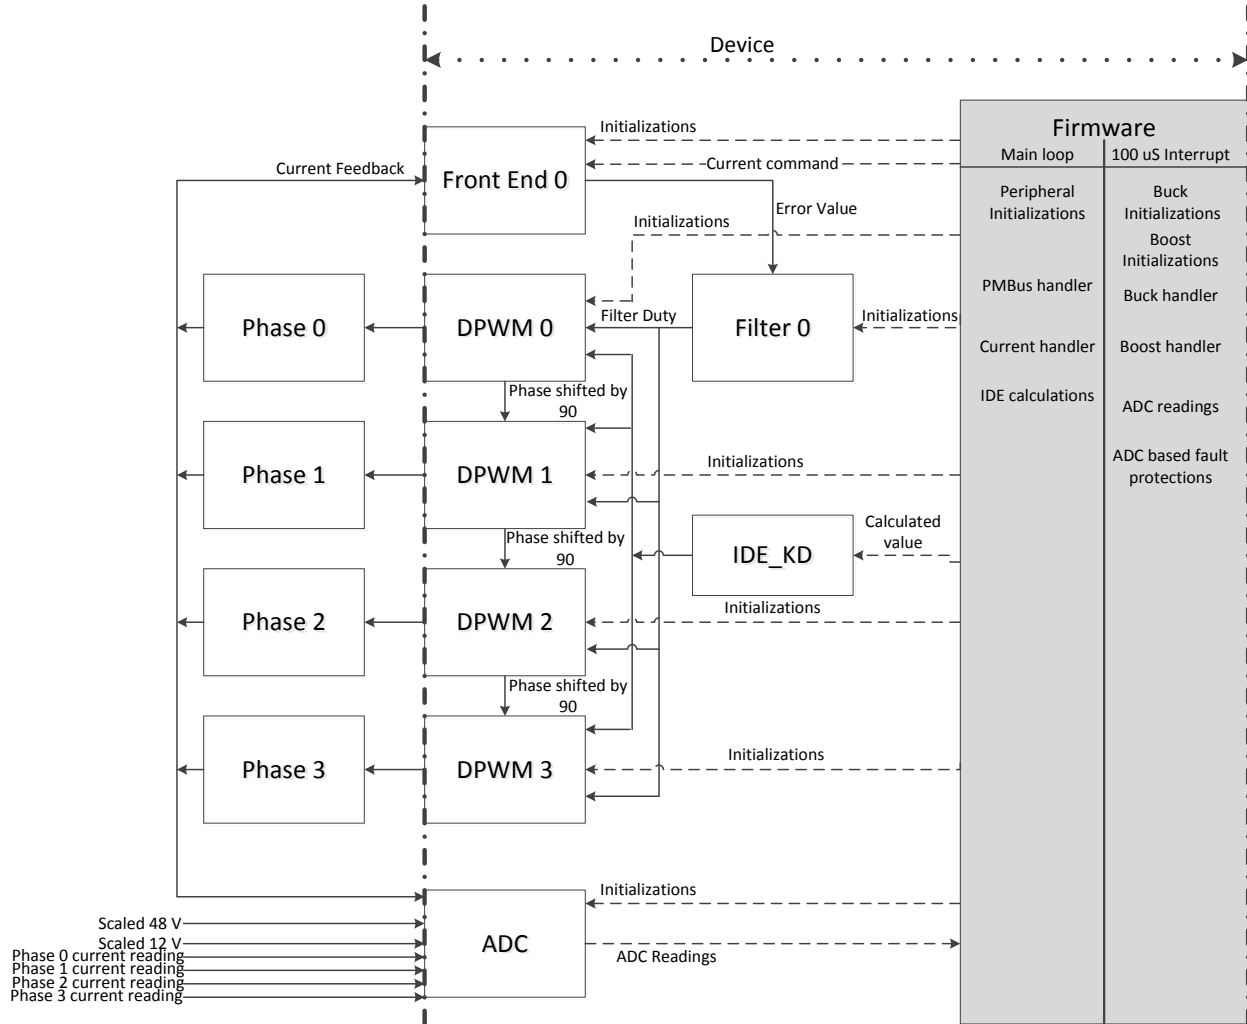 Device
Initializations
Firmware
Main loop
100 uS Interrupt
Current Feedback
Front End 0
Current command
Error Value
Initializations
Peripheral
Initializations
Buck
Initializations
Boost
Initializations
PMBus handler
Buck handler
Phase 0
DPWM 0
Filter Duty
Filter 0
Initializations
Current handler
Boost handler
Phase shifted by
90
IDE calculations
ADC readings
Phase 1
DPWM 1
Initializations
ADC based fault
protections
Phase shifted by
90
IDE_KD
Calculated
value
Phase 2
DPWM 2
Initializations
Phase shifted by
90
Phase 3
DPWM 3
Initializations
Initializations
Scaled 48 V
Scaled 12 V
Phase 0 current reading
Phase 1 current reading
Phase 2 current reading
Phase 3 current reading
ADC
ADC Readings